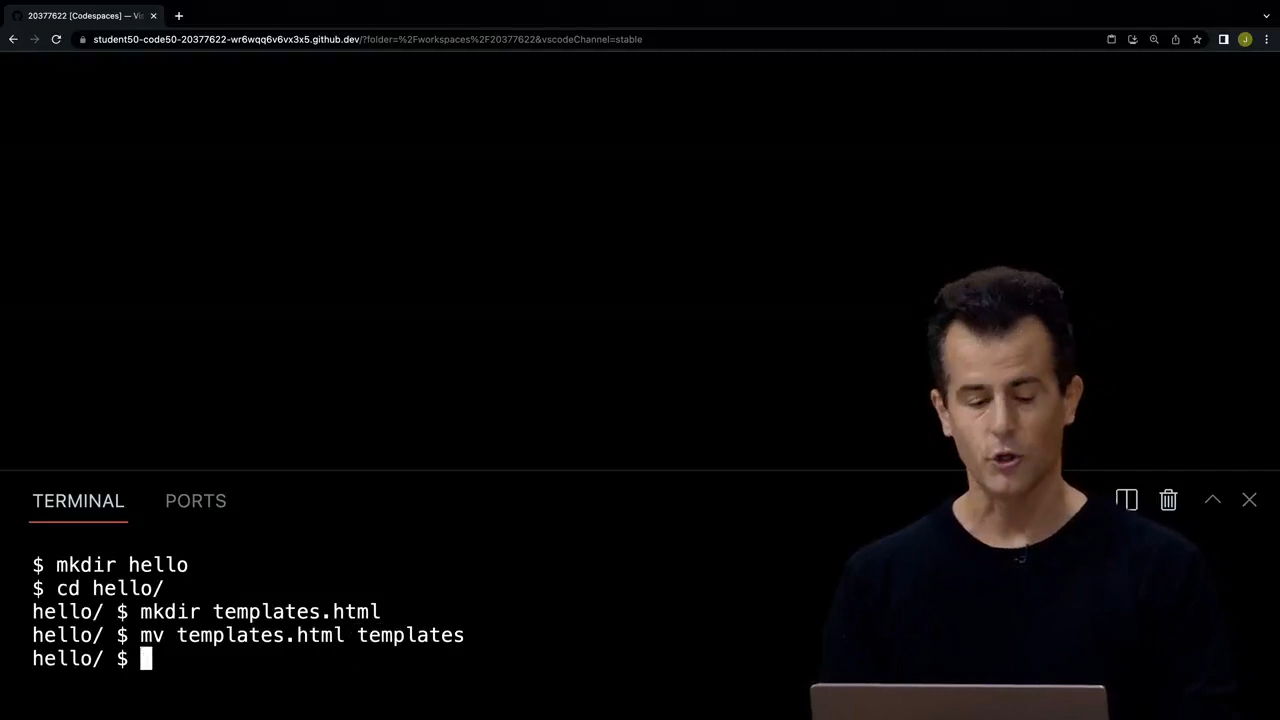 20377622 [Codespaces] — Vi
student50-code50-20377622-wr6wqq6v6vx3x5.github.dev/?folder=%2Fworkspaces%2F20377622&vscodeChannel=stable
J
TERMINAL PORTS
$ mkdir hello
$ cd hello/
hello/ $ mkdir templates.html
hello/ $ mv templates.html templates
hello/ $